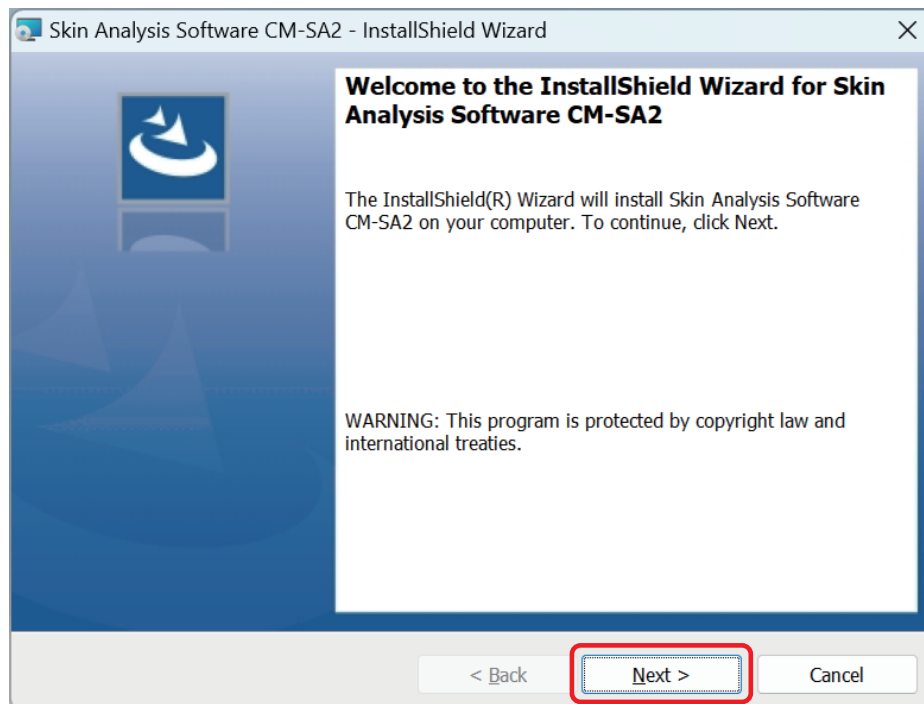 Skin Analysis Software CM-SA2 - InstallShield Wizard
Welcome to the InstallShield Wizard for Skin
Analysis Software CM-SA2
The InstallShield(R) Wizard will install Skin Analysis Software
CM-SA2 on your computer. To continue, click Next.
WARNING: This program is protected by copyright law and
international treaties.
< Back
Next >
Cancel